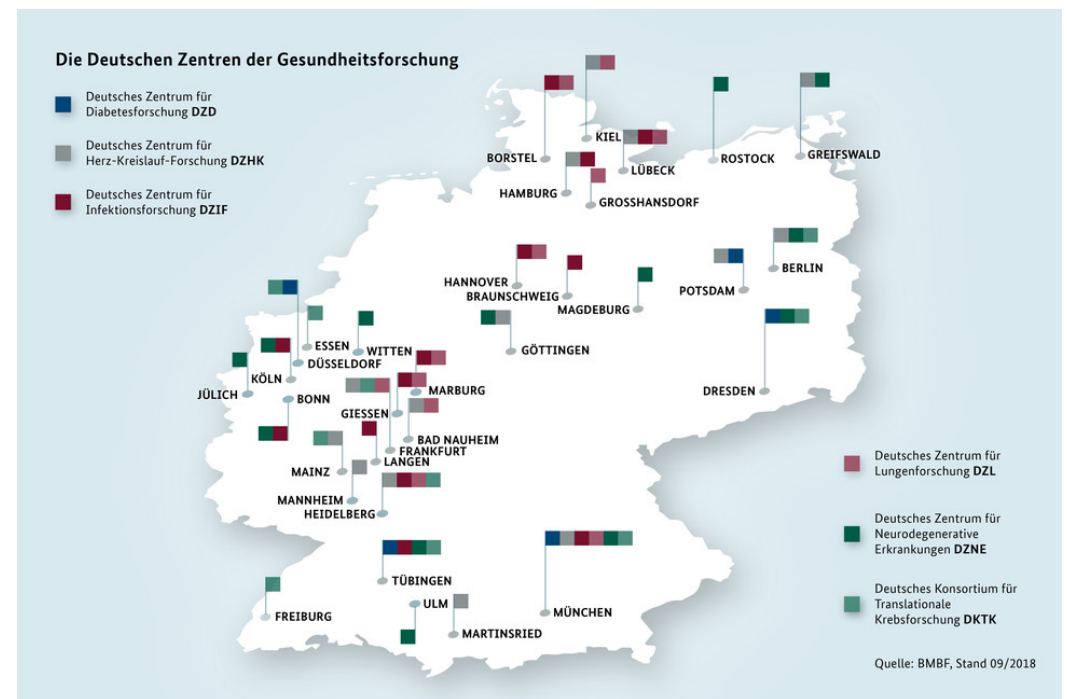 Die Deutschen Zentren der Gesundheitsforschung
Deutsches Zentrum für
Diabetesforschung DZD
Deutsches Zentrum für
Herz-Kreislauf-Forschung DZHK
Deutsches Zentrum für
Infektionsforschung DZIF
KIEL
BORSTEL
LÜBECK
ROSTOCK
GREIFSWALD
HAMBURG
GROSSHANSDORF
HANNOVER
BRAUNSCHWEIG
MAGDEBURG
POTSDAM
BERLIN
ESSEN
WITTEN
GÖTTINGEN
DÜSSELDORF
KÖLN
JÜLICH
BONN
MARBURG
DRESDEN
GIESSEN
BAD NAUHEIM
FRANKFURT
LANGEN
MAINZ
MANNHEIM
HEIDELBERG
TÜBINGEN
ULM
MÜNCHEN
FREIBURG
MARTINSRIED
Deutsches Zentrum für
Lungenforschung DZL
Deutsches Zentrum für
Neurodegenerative
Erkrankungen DZNE
Deutsches Konsortium für
Translationale
Krebsforschung DKTK
Quelle: BMBF, Stand 09/2018